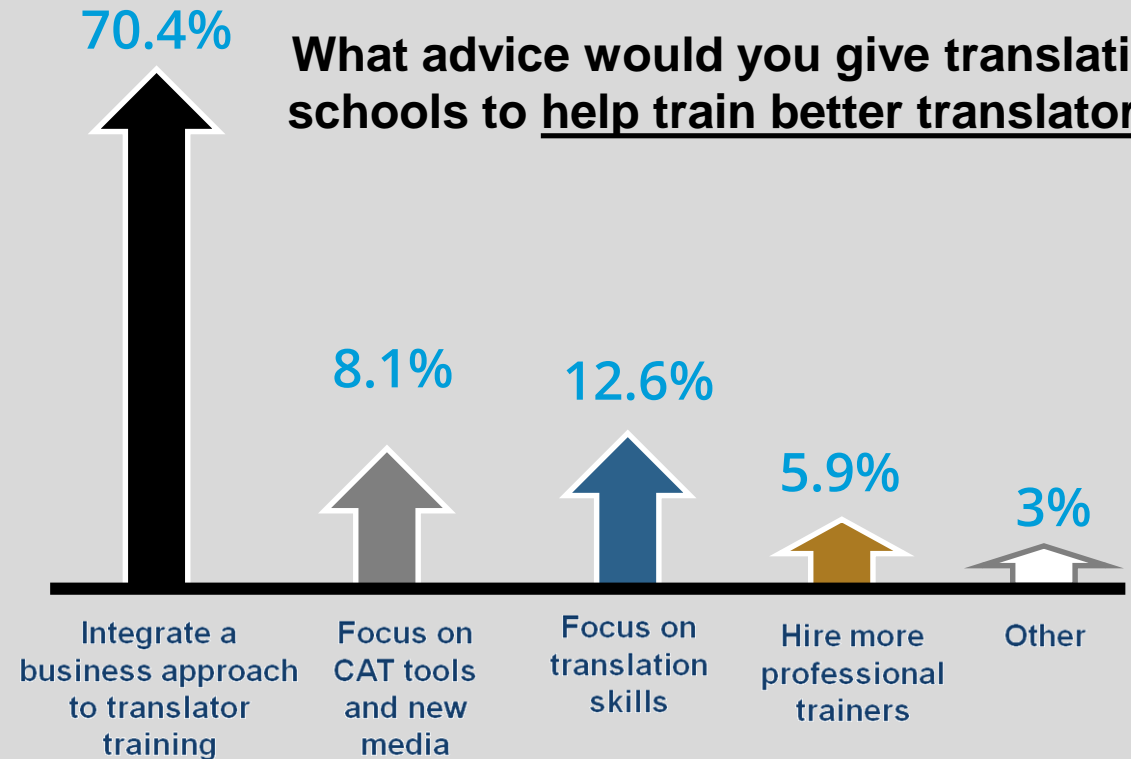 70.4%
What advice would you give translati
schools to help train better translator
8.1%
12.6%
5.9%
3%
Integrate a
business approach
to translator
training
Focus on
CAT tools
and new
media
Focus on
translation
skills
Hire more
professional
trainers
Other